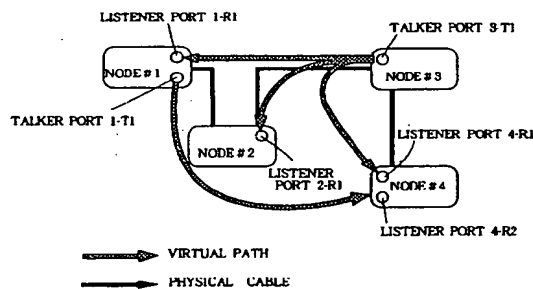 LISTENER PORT 1-R1
TALKER PORT 3-T1
NODE #1
NODE #3
TALKER PORT 1-T1
NODE #2
LISTENER
PORT 2-R1
LISTENER PORT 4-R1
NODE #4
LISTENER PORT 4-R2
VIRTUAL PATH
PHYSICAL CABLE